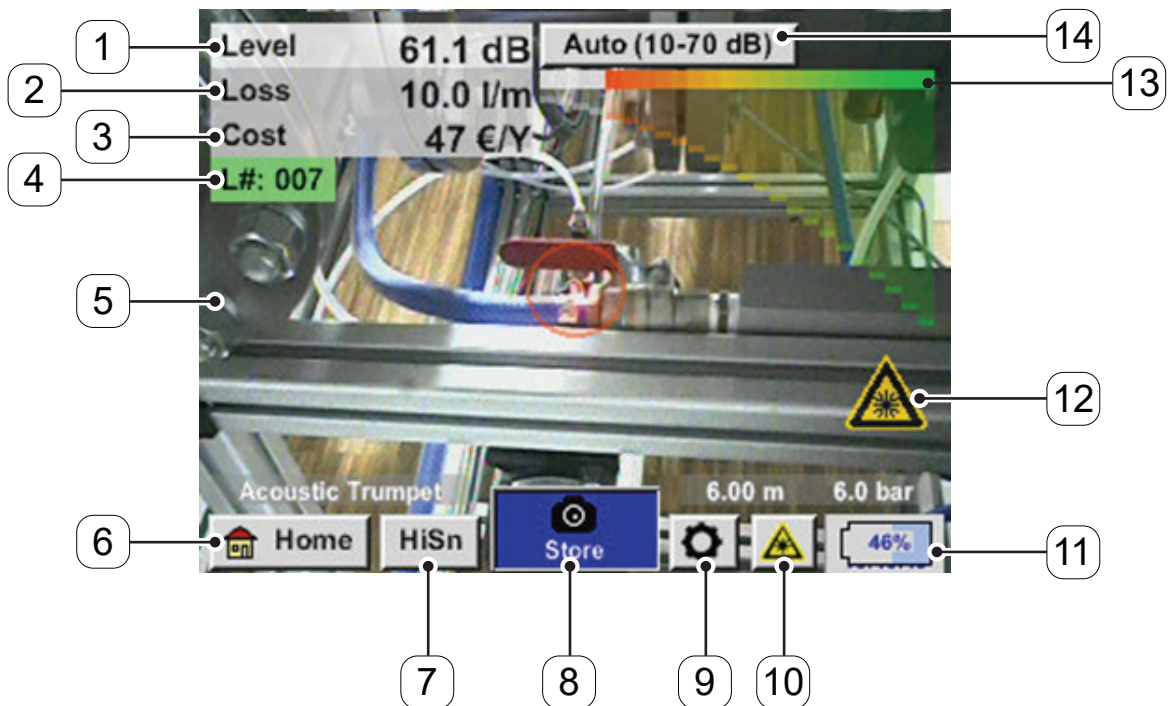 1 Level 61.1 dB Auto (10-70 dB) 14
2 Loss 10.0 l/m 13
3 Cost 47 €/Y
4 L#: 007
5
12
Acoustic Trumpet 6.00 m 6.0 bar
6 Home HiSn Store 46% 11
7 8 9 10